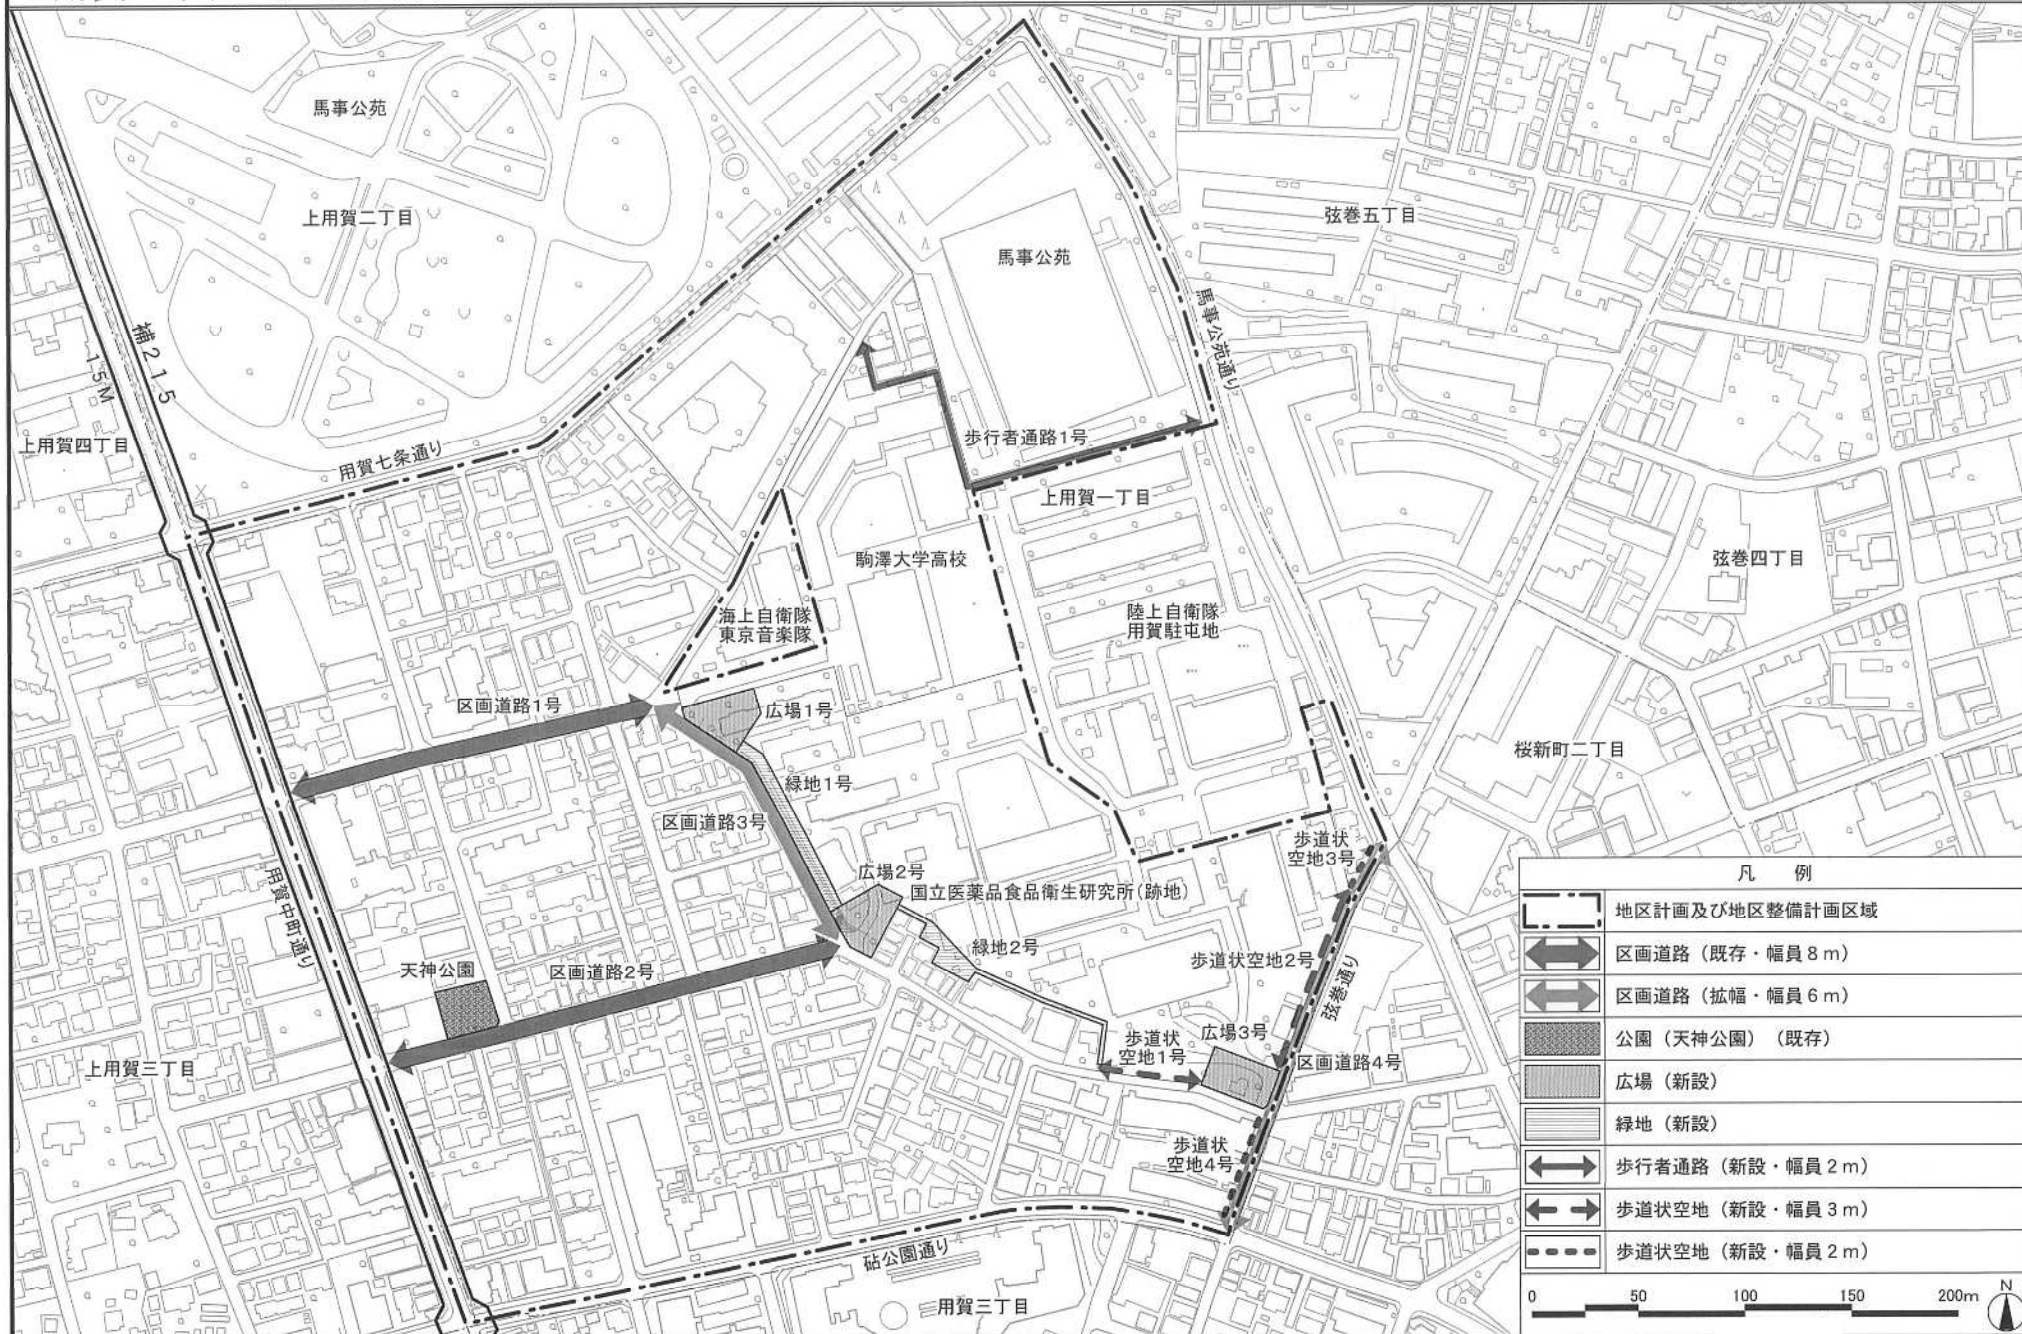 馬事公苑
上用賀二丁目
弦巻五丁目
馬事公苑
馬事公苑通り
補215
15M
上用賀四丁目
用賀七条通り
歩行者通路1号
上用賀一丁目
駒澤大学高校
弦巻四丁目
海上自衛隊
東京音楽隊
陸上自衛隊
用賀駐屯地
区画道路1号
広場1号
桜新町二丁目
緑地1号
区画道路3号
歩道状
空地3号
広場2号
国立医薬品食品衛生研究所(跡地)
用賀中町通り
緑地2号
天神公園
区画道路2号
歩道状空地2号
弦巻通り
歩道状
空地1号
広場3号
区画道路4号
上用賀三丁目
歩道状
空地4号
砧公園通り
用賀三丁目
凡 例
地区計画及び地区整備計画区域
区画道路(既存・幅員8m)
区画道路(拡幅・幅員6m)
公園(天神公園)(既存)
広場(新設)
緑地(新設)
歩行者通路(新設・幅員2m)
歩道状空地(新設・幅員3m)
歩道状空地(新設・幅員2m)
0 50 100 150 200m
N